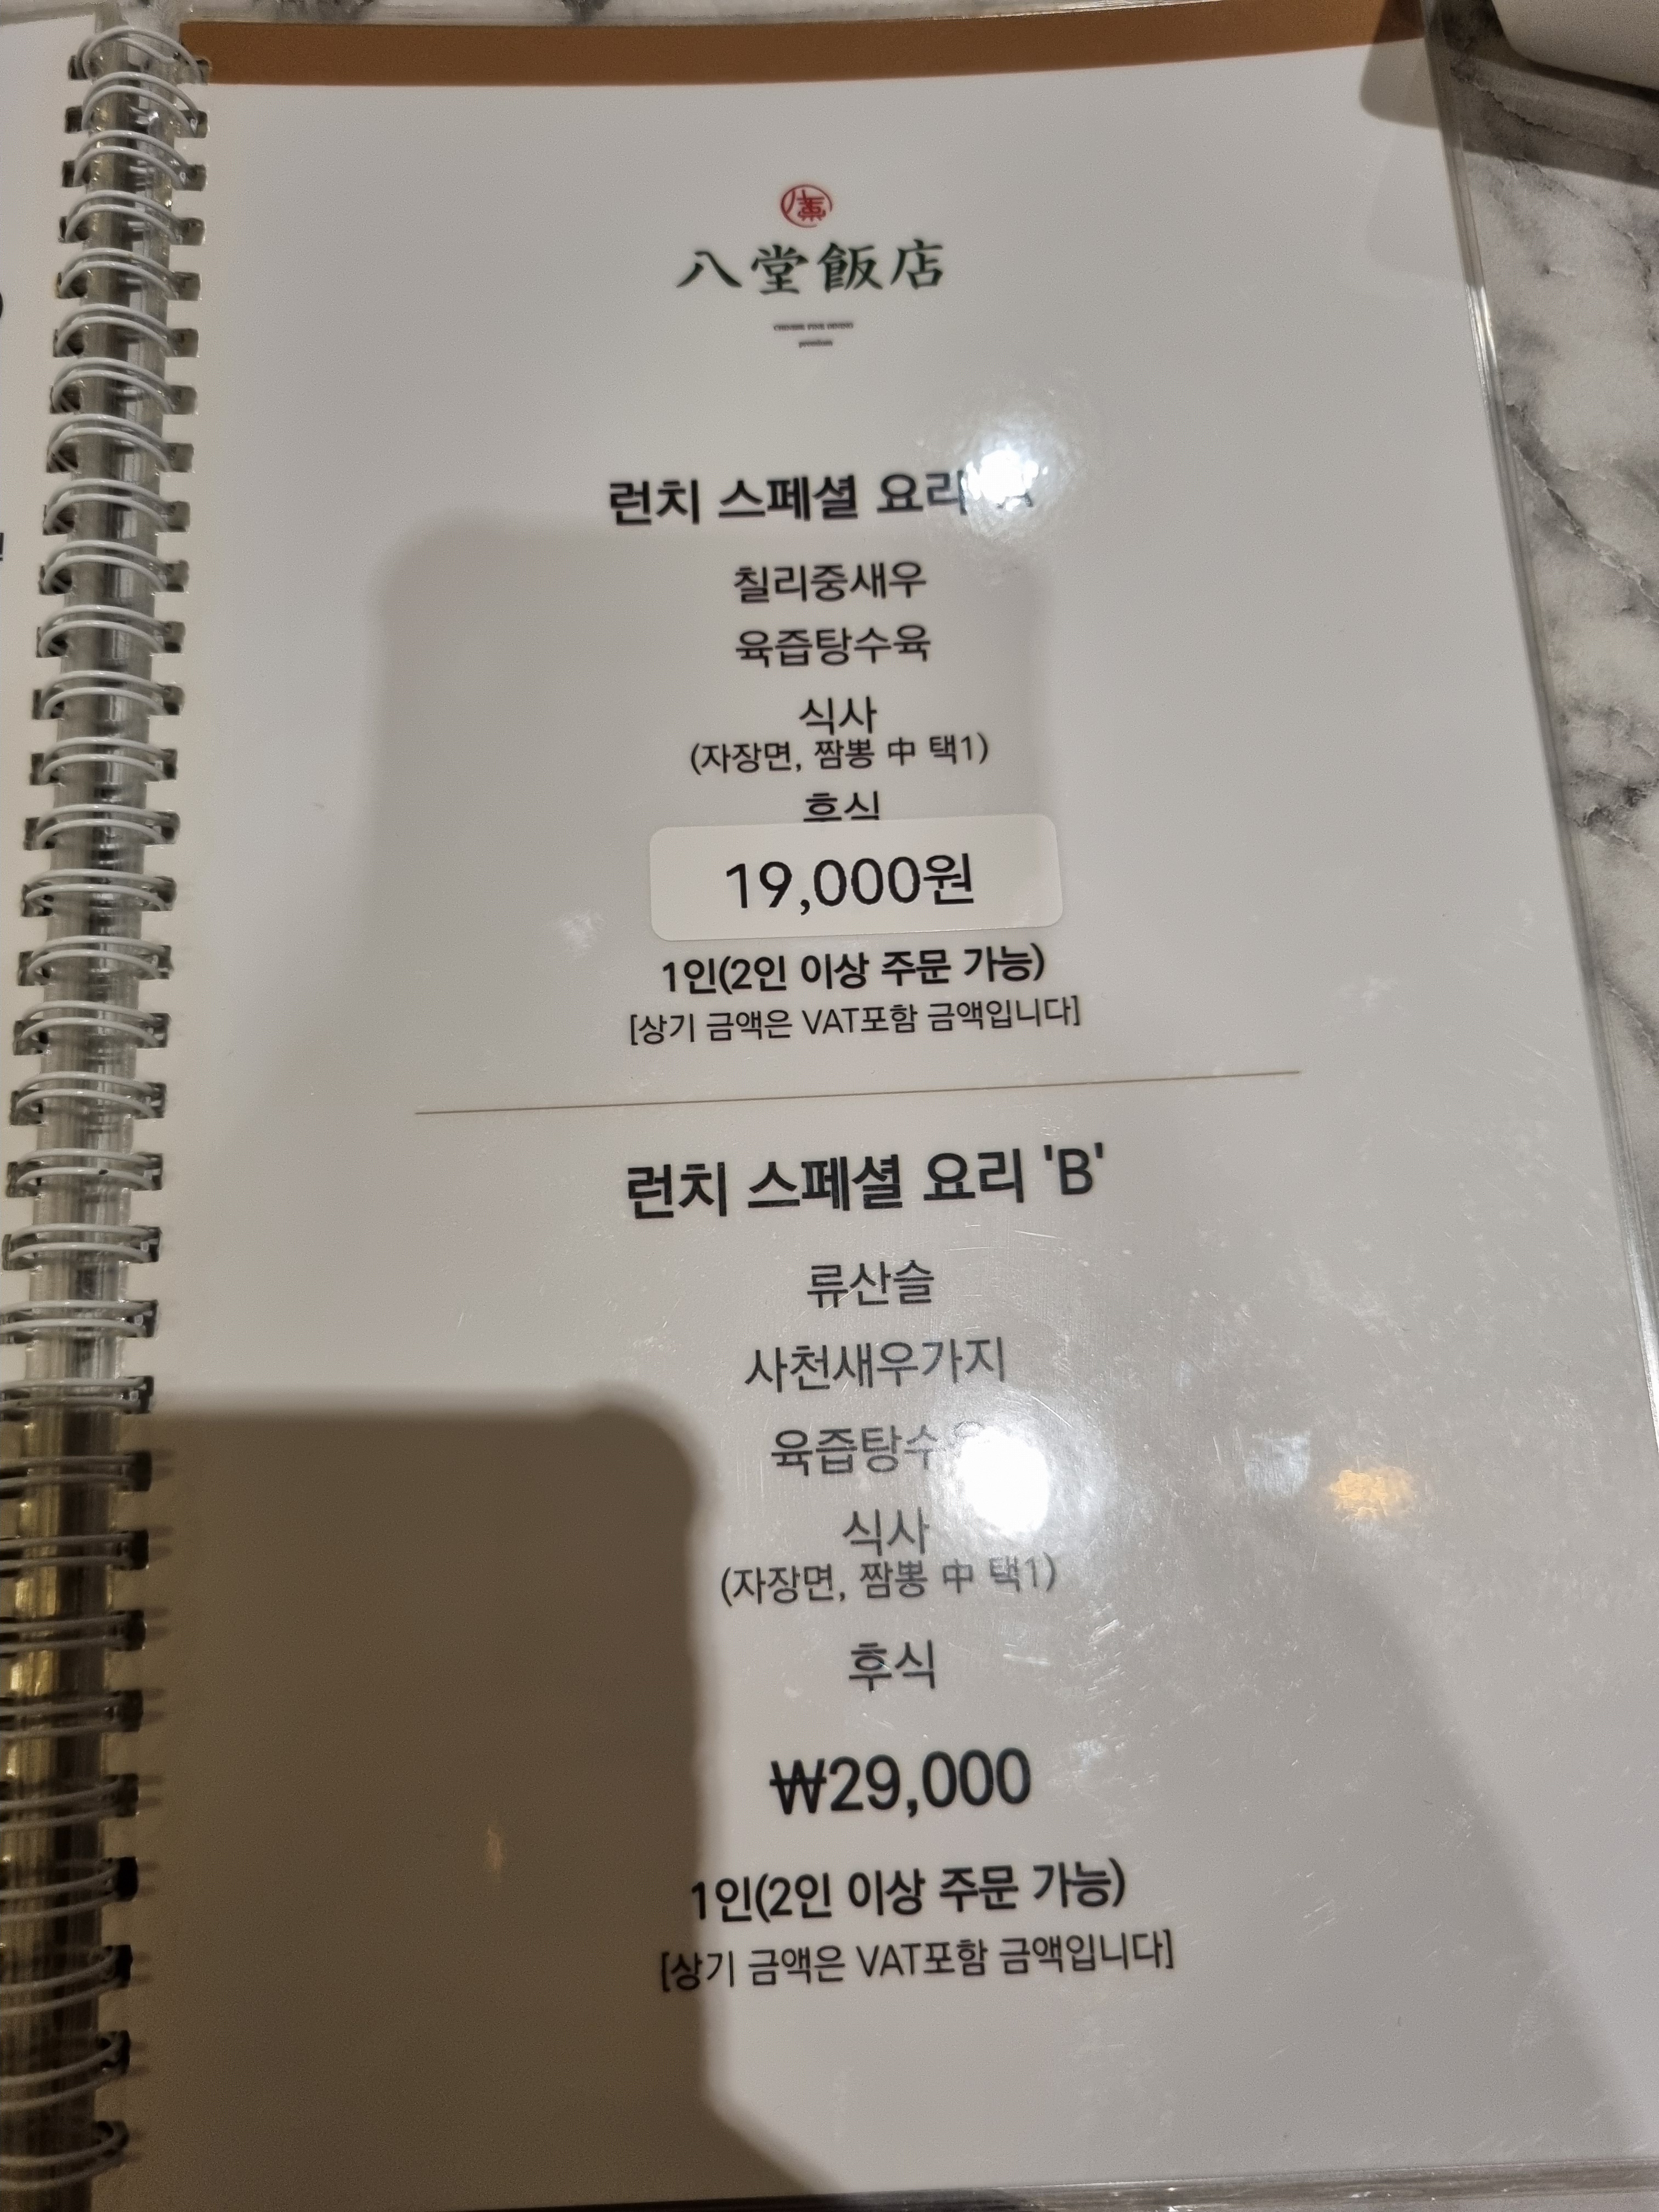 八堂飯店
런치 스페셜 요리
칠리중새우
육즙탕수육
식사
(자장면, 짬뽕 中 택1)
후식
19,000원
1인(2인 이상 주문 가능)
[상기 금액은 VAT포함 금액입니다]
런치 스페셜 요리 'B'
류산슬
사천새우가지
육즙탕수육
식사
(자장면, 짬뽕 中 택1)
후식
₩29,000
1인(2인 이상 주문 가능)
[상기 금액은 VAT포함 금액입니다]